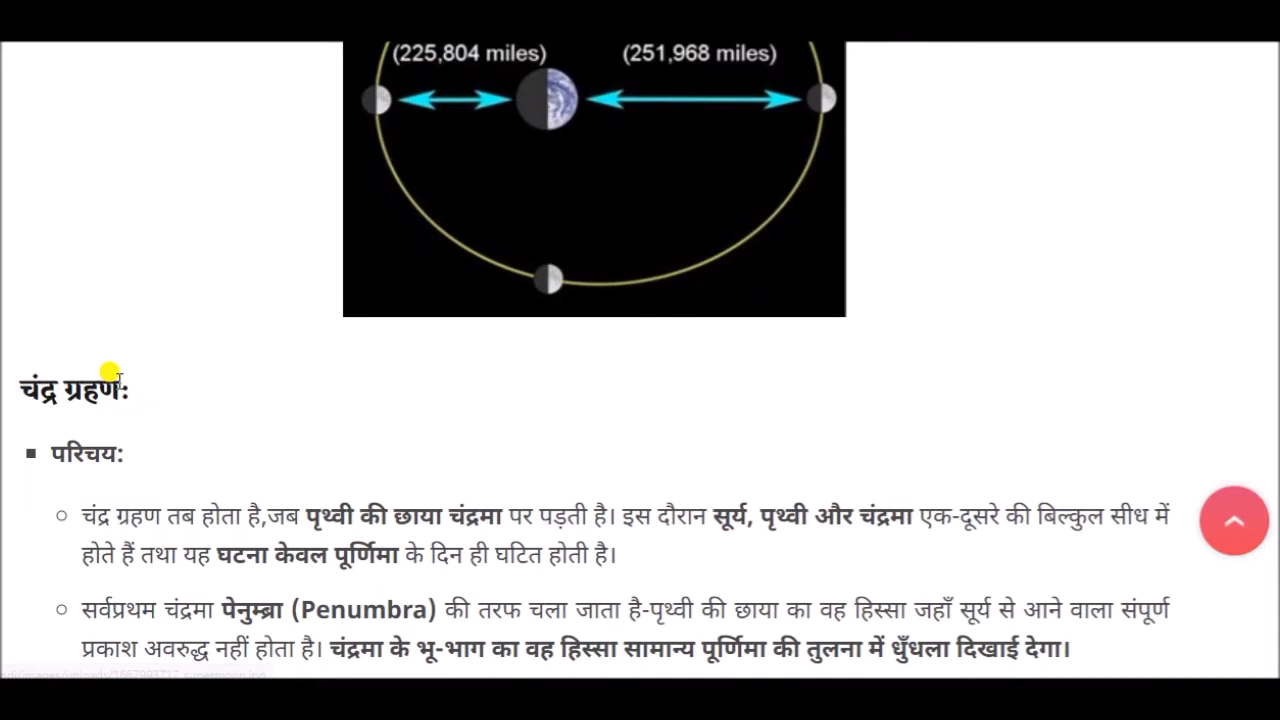 (225,804 miles) (251,968 miles)
चंद्र ग्रहण:
परिचय:
चंद्र ग्रहण तब होता है,जब पृथ्वी की छाया चंद्रमा पर पड़ती है। इस दौरान सूर्य, पृथ्वी और चंद्रमा एक-दूसरे की बिल्कुल सीध में
होते हैं तथा यह घटना केवल पूर्णिमा के दिन ही घटित होती है।
सर्वप्रथम चंद्रमा पेनुम्ब्रा (Penumbra) की तरफ चला जाता है-पृथ्वी की छाया का वह हिस्सा जहाँ सूर्य से आने वाला संपूर्ण
प्रकाश अवरुद्ध नहीं होता है। चंद्रमा के भू-भाग का वह हिस्सा सामान्य पूर्णिमा की तुलना में धुँधला दिखाई देगा।